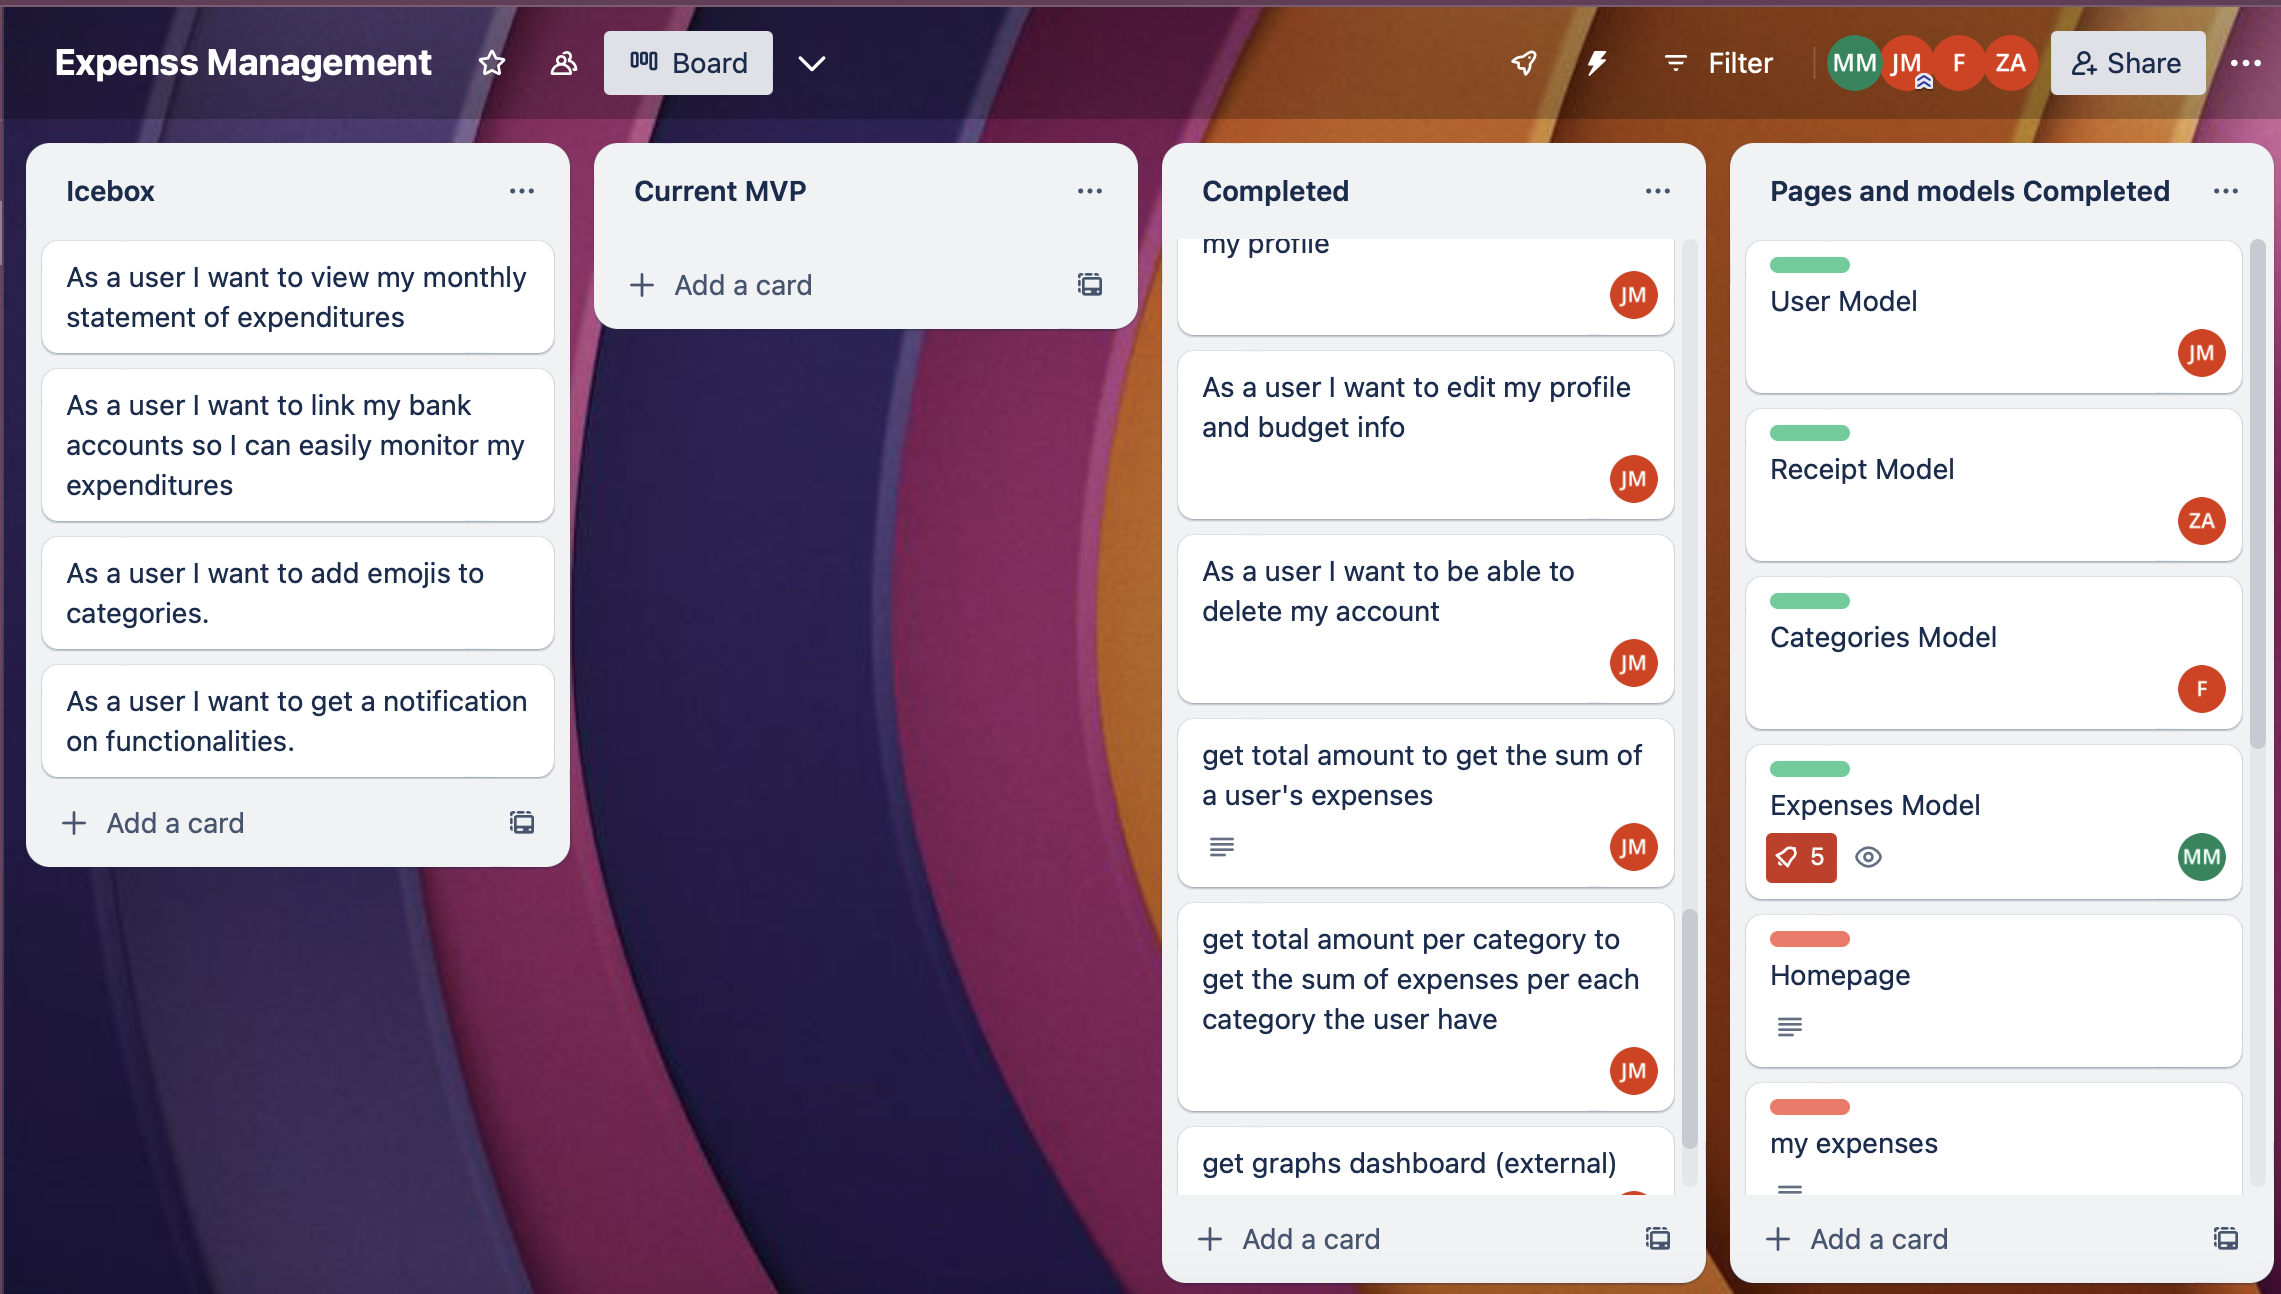 Expenss Management
Board
Filter
MM
JM
F
ZA
Share
Icebox
As a user I want to view my monthly
statement of expenditures
As a user I want to link my bank
accounts so I can easily monitor my
expenditures
As a user I want to add emojis to
categories.
As a user I want to get a notification
on functionalities.
Add a card
Current MVP
Add a card
Completed
my profile
JM
As a user I want to edit my profile
and budget info
JM
As a user I want to be able to
delete my account
JM
get total amount to get the sum of
a user's expenses
JM
get total amount per category to
get the sum of expenses per each
category the user have
JM
get graphs dashboard (external)
Add a card
Pages and models Completed
User Model
JM
Receipt Model
ZA
Categories Model
F
Expenses Model
5
MM
Homepage
my expenses
Add a card